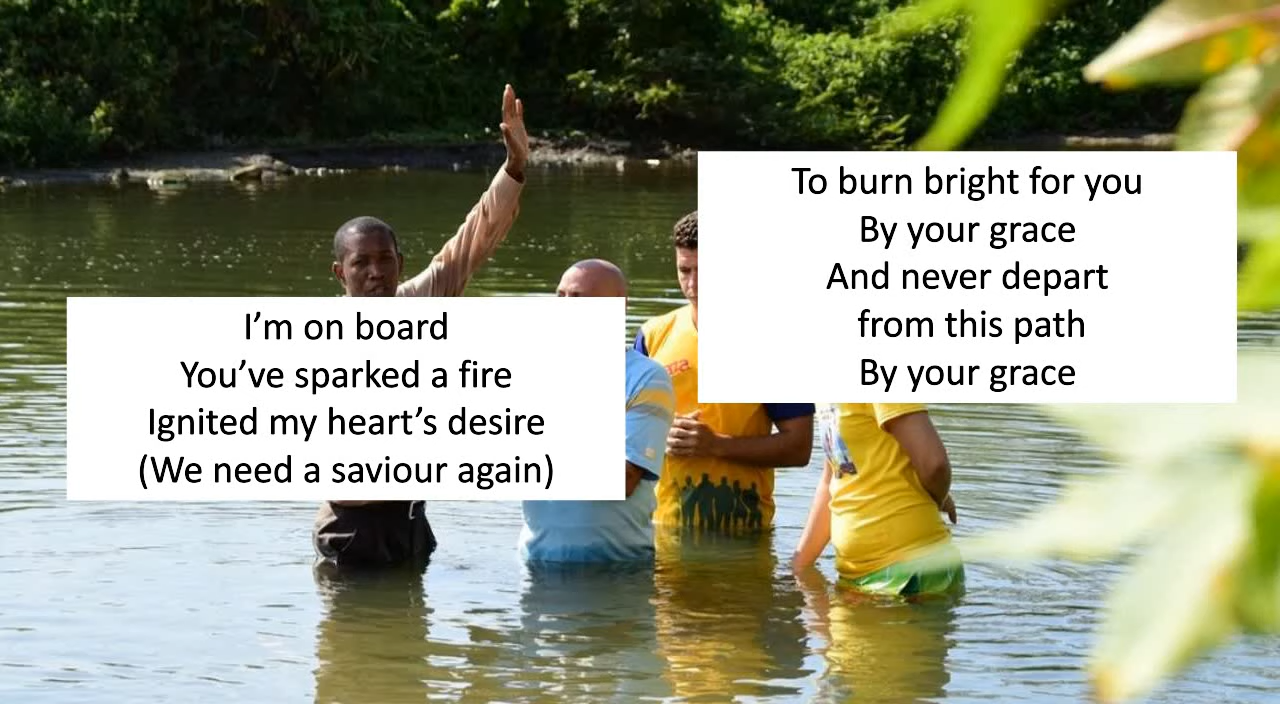 I'm on board
You've sparked a fire
Ignited my heart's desire
(We need a saviour again)
To burn bright for you
By your grace
And never depart
from this path
By your grace